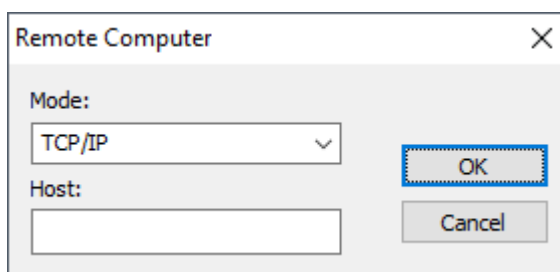 Remote Computer
Mode:
TCP/IP
OK
Host:
Cancel